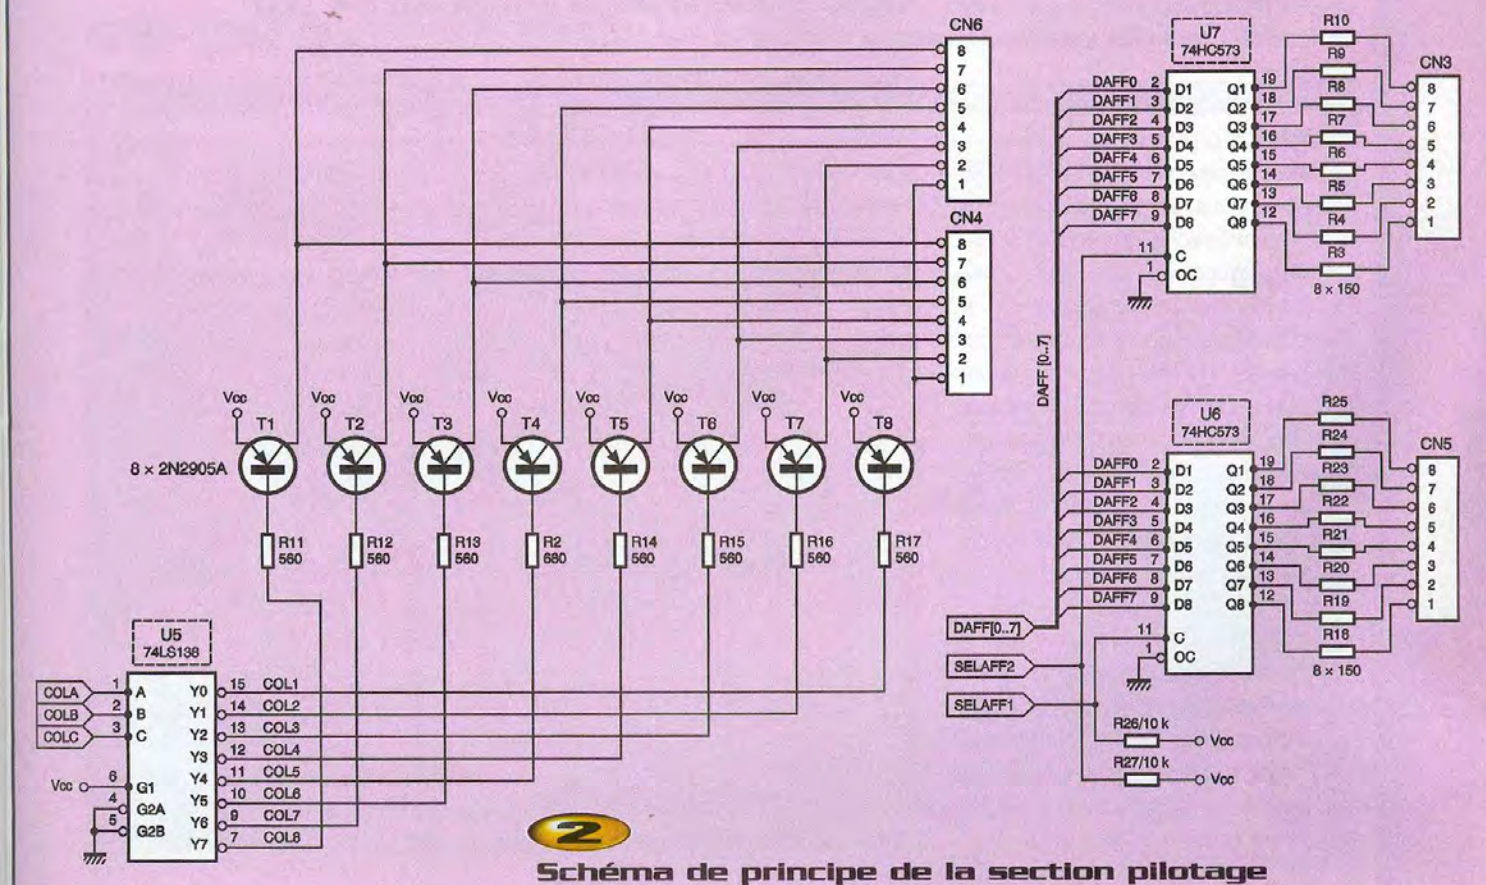 CN6
8
7
6
5
4
3
2
1
CN4
8
7
6
5
4
3
2
1
Vcc Vcc Vcc Vcc Vcc Vcc Vcc Vcc
T1 T2 T3 T4 T5 T6 T7 T8
8 × 2N2905A
R11 560
R12 560
R13 560
R2 680
R14 560
R15 560
R16 560
R17 560
U5
74LS138
COLA 1 A Y0 15 COL1
COLB 2 B Y1 14 COL2
COLC 3 C Y2 13 COL3
Y3 12 COL4
Vcc 6 G1 Y4 11 COL5
4 G2A Y5 10 COL6
5 G2B Y6 9 COL7
Y7 7 COL8
U7
74HC573
DAFF0 2 D1 Q1 19
DAFF1 3 D2 Q2 18
DAFF2 4 D3 Q3 17
DAFF3 5 D4 Q4 16
DAFF4 6 D5 Q5 15
DAFF5 7 D6 Q6 14
DAFF6 8 D7 Q7 13
DAFF7 9 D8 Q8 12
11 C
1 OC
R10
R9
R8
R7
R6
R5
R4
R3
8 × 150
CN3
8
7
6
5
4
3
2
1
DAFF [0..7]
U6
74HC573
DAFF0 2 D1 Q1 19
DAFF1 3 D2 Q2 18
DAFF2 4 D3 Q3 17
DAFF3 5 D4 Q4 16
DAFF4 6 D5 Q5 15
DAFF5 7 D6 Q6 14
DAFF6 8 D7 Q7 13
DAFF7 9 D8 Q8 12
11 C
1 OC
R25
R24
R23
R22
R21
R20
R19
R18
8 × 150
CN5
8
7
6
5
4
3
2
1
DAFF[0..7]
SELAFF2
SELAFF1
R26/10 k Vcc
R27/10 k Vcc
2
Schéma de principe de la section pilotage